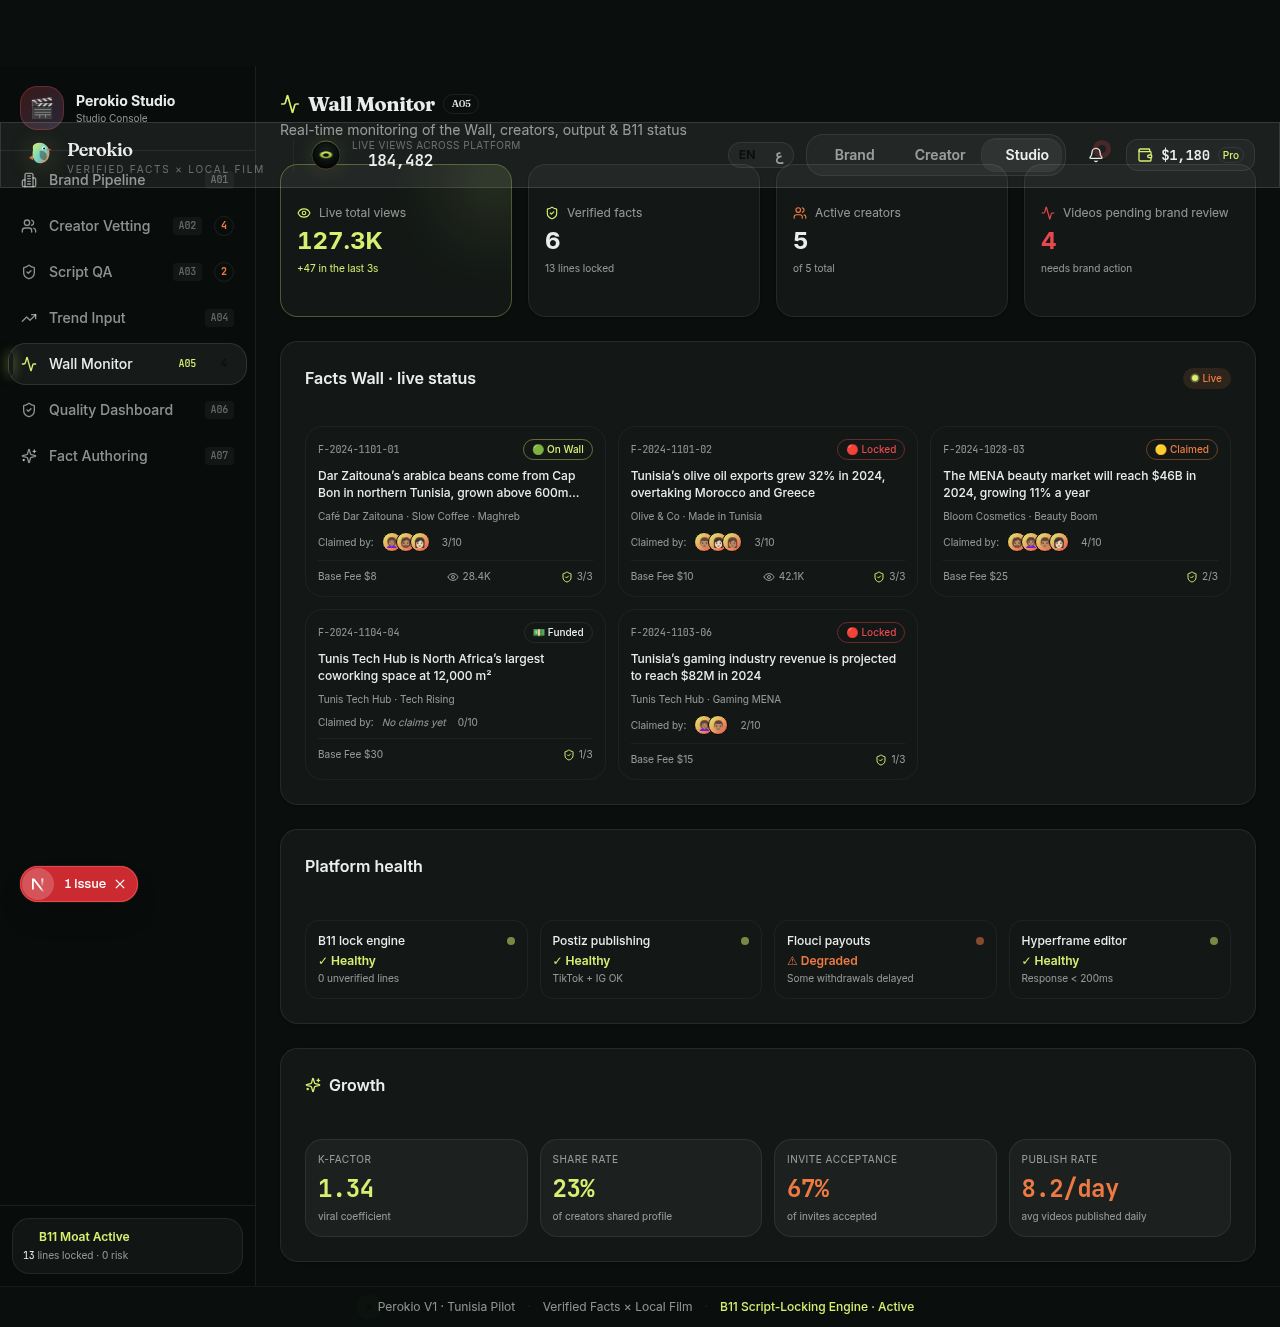 Perokio Studio
Studio Console
Wall Monitor A05
Real-time monitoring of the Wall, creators, output & B11 status
Perokio
VERIFIED FACTS × LOCAL FILM
LIVE VIEWS ACROSS PLATFORM
184,482
EN ع
Brand Creator Studio
$1,180 Pro
Brand Pipeline A01
Creator Vetting A02 4
Script QA A03 2
Trend Input A04
Wall Monitor A05 4
Quality Dashboard A06
Fact Authoring A07
Live total views
127.3K
+47 in the last 3s
Verified facts
6
13 lines locked
Active creators
5
of 5 total
Videos pending brand review
4
needs brand action
Facts Wall · live status
Live
F-2024-1101-01 On Wall
Dar Zaitouna’s arabica beans come from Cap
Bon in northern Tunisia, grown above 600m...
Café Dar Zaitouna · Slow Coffee · Maghreb
Claimed by: 3/10
Base Fee $8 28.4K 3/3
F-2024-1101-02 Locked
Tunisia’s olive oil exports grew 32% in 2024,
overtaking Morocco and Greece
Olive & Co · Made in Tunisia
Claimed by: 3/10
Base Fee $10 42.1K 3/3
F-2024-1028-03 Claimed
The MENA beauty market will reach $46B in
2024, growing 11% a year
Bloom Cosmetics · Beauty Boom
Claimed by: 4/10
Base Fee $25 2/3
F-2024-1104-04 Funded
Tunis Tech Hub is North Africa’s largest
coworking space at 12,000 m²
Tunis Tech Hub · Tech Rising
Claimed by: No claims yet 0/10
Base Fee $30 1/3
F-2024-1103-06 Locked
Tunisia’s gaming industry revenue is projected
to reach $82M in 2024
Tunis Tech Hub · Gaming MENA
Claimed by: 2/10
Base Fee $15 1/3
1 Issue
Platform health
B11 lock engine
✓ Healthy
0 unverified lines
Postiz publishing
✓ Healthy
TikTok + IG OK
Flouci payouts
⚠ Degraded
Some withdrawals delayed
Hyperframe editor
✓ Healthy
Response < 200ms
Growth
K-FACTOR
1.34
viral coefficient
SHARE RATE
23%
of creators shared profile
INVITE ACCEPTANCE
67%
of invites accepted
PUBLISH RATE
8.2/day
avg videos published daily
B11 Moat Active
13 lines locked · 0 risk
Perokio V1 · Tunisia Pilot · Verified Facts × Local Film · B11 Script-Locking Engine · Active